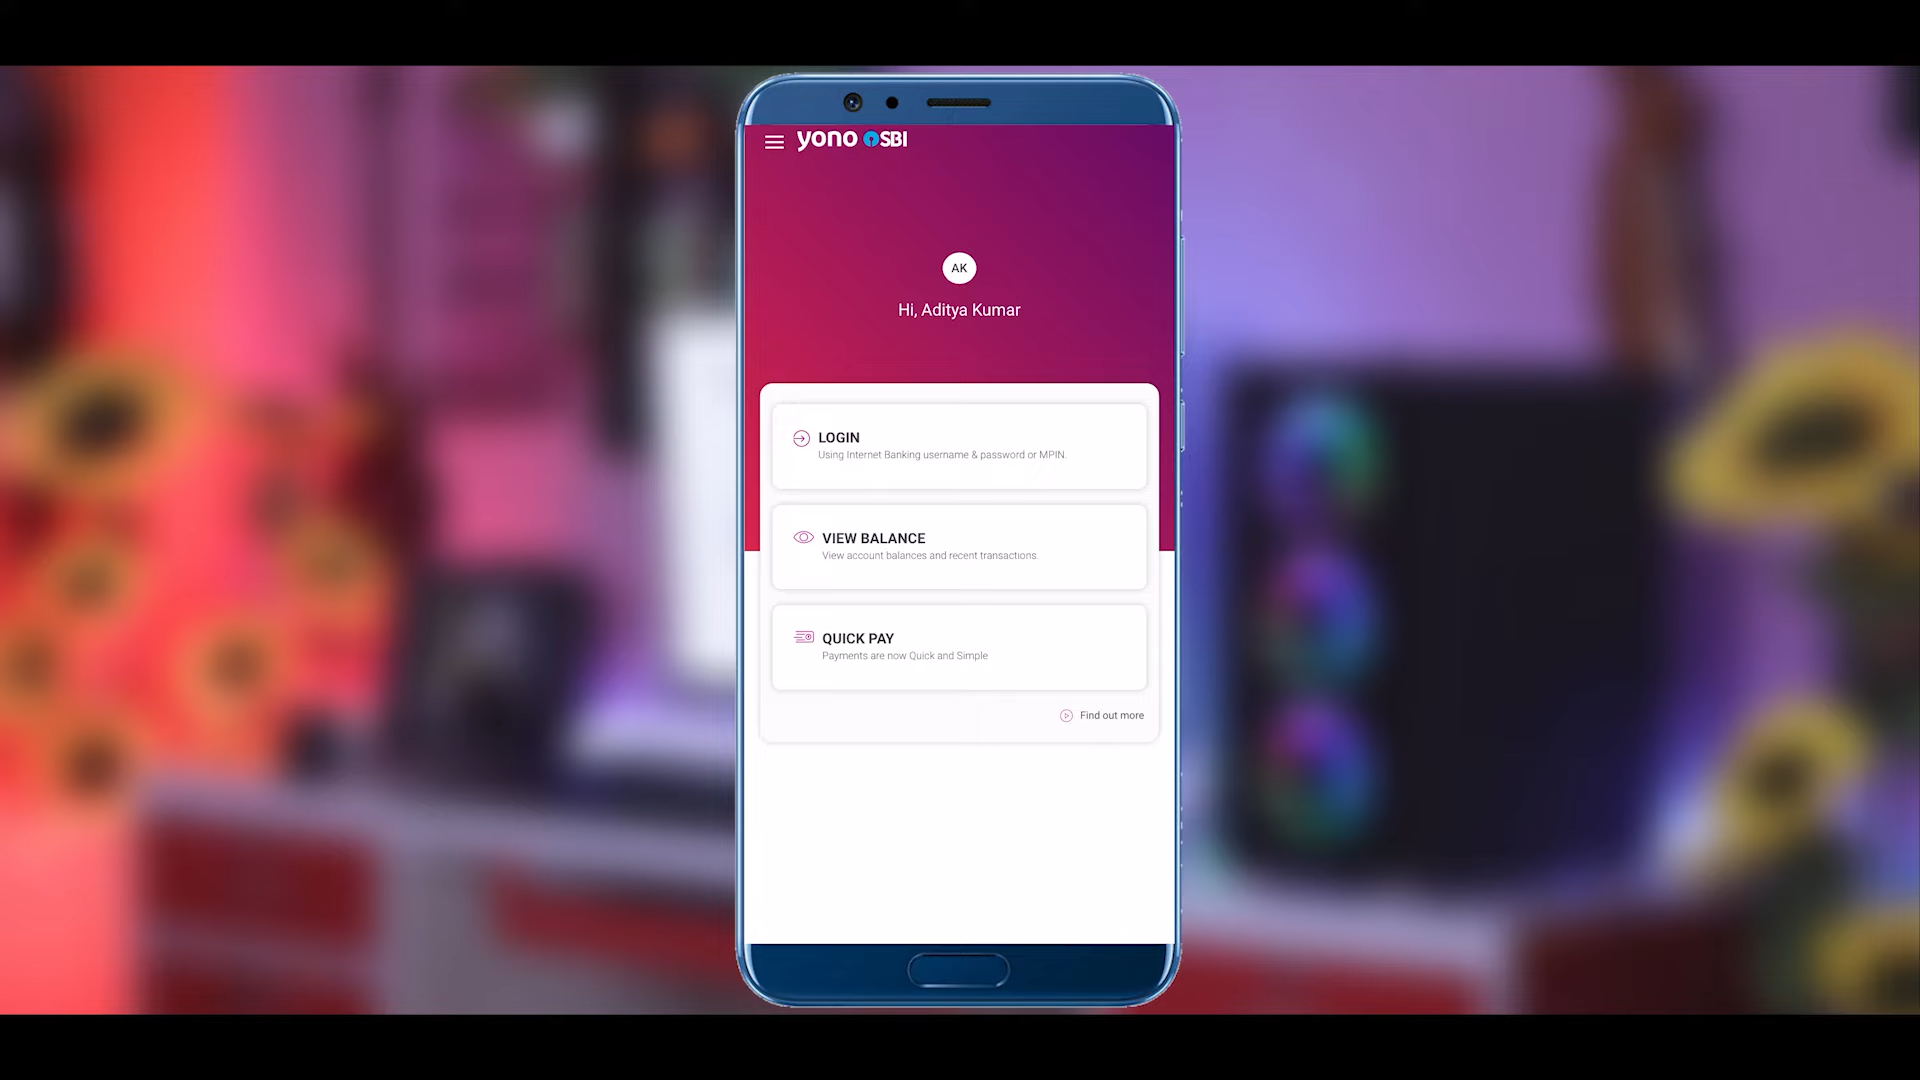 yono SBI
AK
Hi, Aditya Kumar
LOGIN
Using Internet Banking username & password or MPIN.
VIEW BALANCE
View account balances and recent transactions.
QUICK PAY
Payments are now Quick and Simple
Find out more